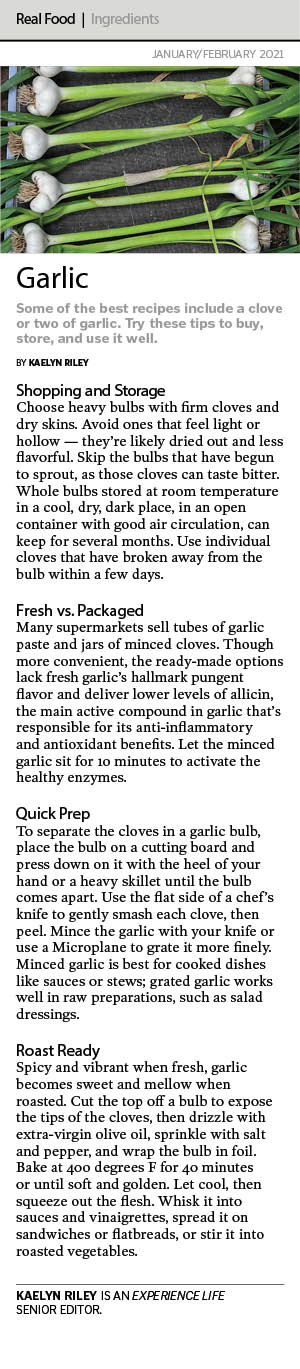 Real Food | Ingredients
JANUARY/FEBRUARY 2021
Garlic
Some of the best recipes include a clove
or two of garlic. Try these tips to buy,
store, and use it well.
BY KAELYN RILEY
Shopping and Storage
Choose heavy bulbs with firm cloves and
dry skins. Avoid ones that feel light or
hollow — they’re likely dried out and less
flavorful. Skip the bulbs that have begun
to sprout, as those cloves can taste bitter.
Whole bulbs stored at room temperature
in a cool, dry, dark place, in an open
container with good air circulation, can
keep for several months. Use individual
cloves that have broken away from the
bulb within a few days.
Fresh vs. Packaged
Many supermarkets sell tubes of garlic
paste and jars of minced cloves. Though
more convenient, the ready-made options
lack fresh garlic’s hallmark pungent
flavor and deliver lower levels of allicin,
the main active compound in garlic that’s
responsible for its anti-inflammatory
and antioxidant benefits. Let the minced
garlic sit for 10 minutes to activate the
healthy enzymes.
Quick Prep
To separate the cloves in a garlic bulb,
place the bulb on a cutting board and
press down on it with the heel of your
hand or a heavy skillet until the bulb
comes apart. Use the flat side of a chef’s
knife to gently smash each clove, then
peel. Mince the garlic with your knife or
use a Microplane to grate it more finely.
Minced garlic is best for cooked dishes
like sauces or stews; grated garlic works
well in raw preparations, such as salad
dressings.
Roast Ready
Spicy and vibrant when fresh, garlic
becomes sweet and mellow when
roasted. Cut the top off a bulb to expose
the tips of the cloves, then drizzle with
extra-virgin olive oil, sprinkle with salt
and pepper, and wrap the bulb in foil.
Bake at 400 degrees F for 40 minutes
or until soft and golden. Let cool, then
squeeze out the flesh. Whisk it into
sauces and vinaigrettes, spread it on
sandwiches or flatbreads, or stir it into
roasted vegetables.
KAELYN RILEY IS AN EXPERIENCE LIFE
SENIOR EDITOR.